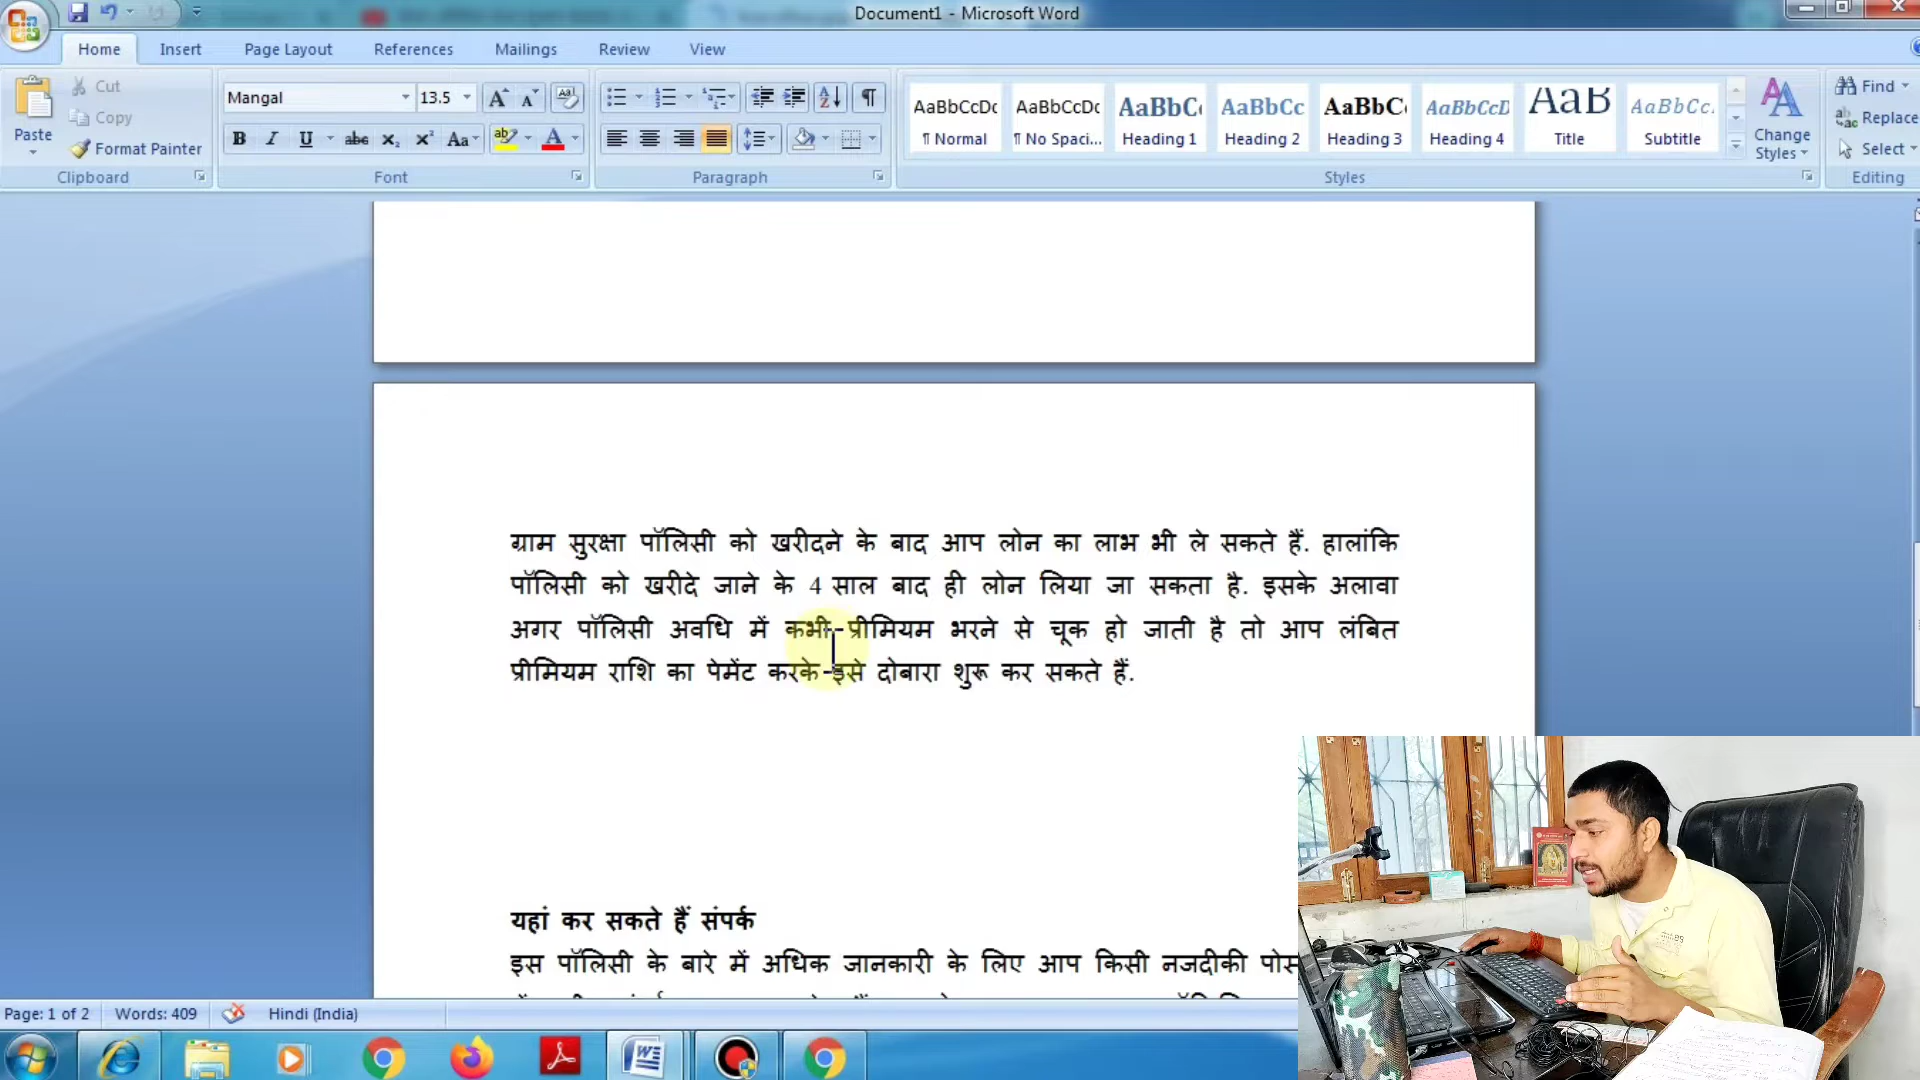 Document1 - Microsoft Word
Home Insert Page Layout References Mailings Review View
Cut
Copy
Paste
Format Painter
Clipboard
Mangal 13.5
Font
Paragraph
AaBbCcDc AaBbCcDc AaBbC AaBbCc AaBbC AaBbCcD AaB AaBbCc.
¶ Normal ¶ No Spaci... Heading 1 Heading 2 Heading 3 Heading 4 Title Subtitle
Change Styles
Styles
Find
Replace
Select
Editing
ग्राम सुरक्षा पॉलिसी को खरीदने के बाद आप लोन का लाभ भी ले सकते हैं. हालांकि
पॉलिसी को खरीदे जाने के 4 साल बाद ही लोन लिया जा सकता है. इसके अलावा
अगर पॉलिसी अवधि में कभी प्रीमियम भरने से चूक हो जाती है तो आप लंबित
प्रीमियम राशि का पेमेंट करके इसे दोबारा शुरू कर सकते हैं.
यहां कर सकते हैं संपर्क
इस पॉलिसी के बारे में अधिक जानकारी के लिए आप किसी नजदीकी
Page: 1 of 2 Words: 409 Hindi (India)